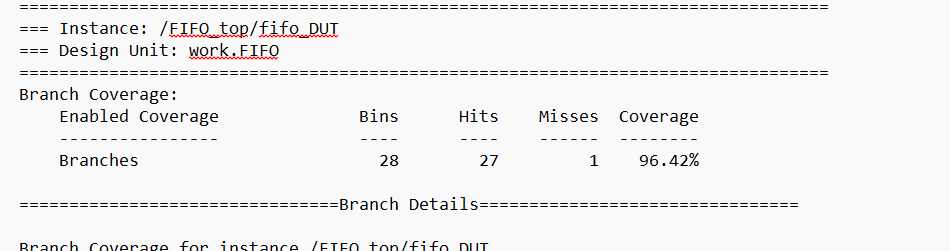 =================================================================================
=== Instance: /FIFO_top/fifo_DUT
=== Design Unit: work.FIFO
=================================================================================
Branch Coverage:
    Enabled Coverage              Bins      Hits    Misses  Coverage
    ----------------              ----      ----    ------  --------
    Branches                        28        27         1    96.42%
================================Branch Details================================
Branch Coverage for instance /FIFO_top/fifo_DUT